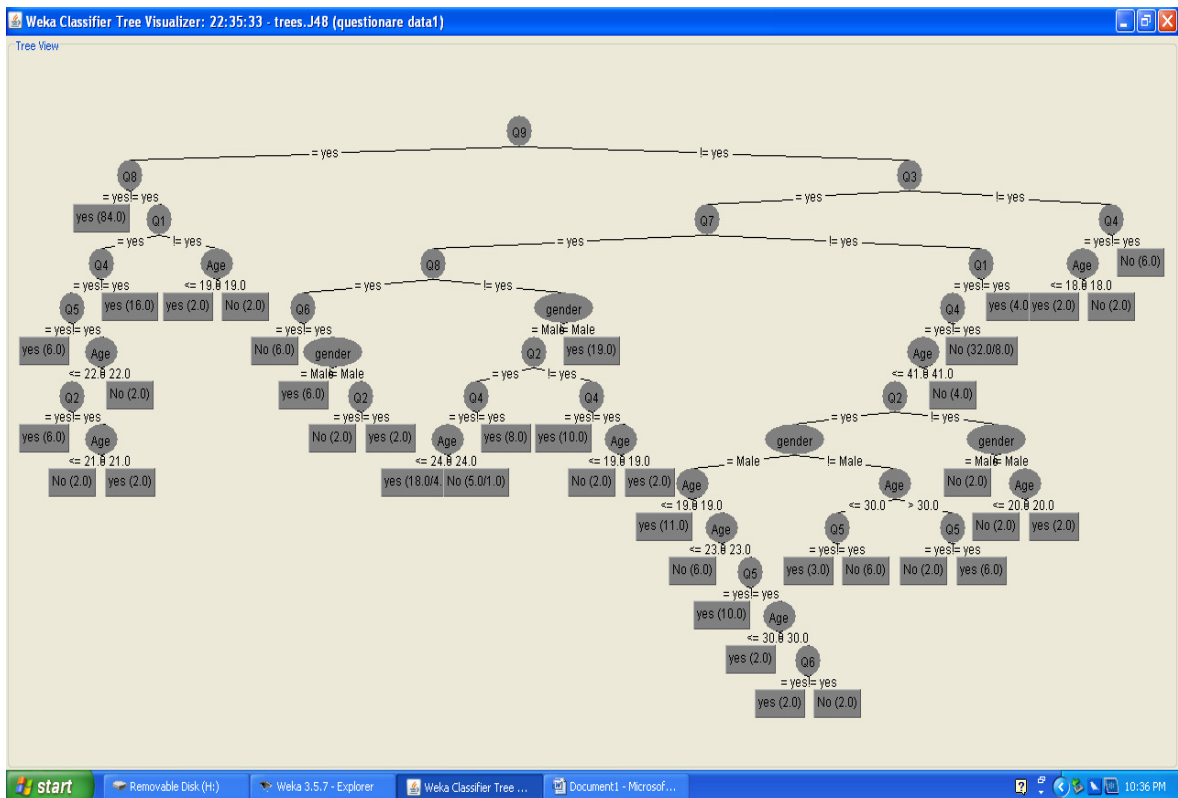 Weka Classifier Tree Visualizer: 22:35:33 - trees.J48 (questionare data1)
Tree View
Q9
= yes != yes
Q8 Q3
= yes != yes = yes != yes
yes (84.0) Q1 Q7 Q4
= yes != yes = yes != yes = yes != yes
Q4 Age Q8 Q1 Age No (6.0)
= yes != yes <= 19.0 19.0 = yes != yes = yes != yes <= 18.0 18.0
Q5 yes (16.0) yes (2.0) No (2.0) Q6 gender Q4 yes (4.0 yes (2.0) No (2.0)
= yes != yes = yes != yes = Male = Male = yes != yes
yes (6.0) Age No (6.0) gender Q2 yes (19.0) Age No (32.0/8.0)
<= 22.0 22.0 = Male = Male = yes != yes <= 41.0 41.0
Q2 No (2.0) yes (6.0) Q2 Q4 Q4 Q2 No (4.0)
= yes != yes = yes != yes = yes != yes = yes != yes = yes != yes
yes (6.0) Age No (2.0) yes (2.0) Age yes (8.0) yes (10.0) Age gender gender
<= 21.0 21.0 <= 24.0 24.0 <= 19.0 19.0 = Male != Male = Male = Male
No (2.0) yes (2.0) yes (18.0/4. No (5.0/1.0) No (2.0) yes (2.0) Age Age No (2.0) Age
<= 19.0 19.0 <= 30.0 > 30.0 <= 20.0 20.0
yes (11.0) Age Q5 Q5 No (2.0) yes (2.0)
<= 23.0 23.0 = yes != yes = yes != yes
No (6.0) Q5 yes (3.0) No (6.0) No (2.0) yes (6.0)
= yes != yes
yes (10.0) Age
<= 30.0 30.0
yes (2.0) Q6
= yes != yes
yes (2.0) No (2.0)
start Removable Disk (H:) Weka 3.5.7 - Explorer Weka Classifier Tree ... Document1 - Microsof... 10:36 PM